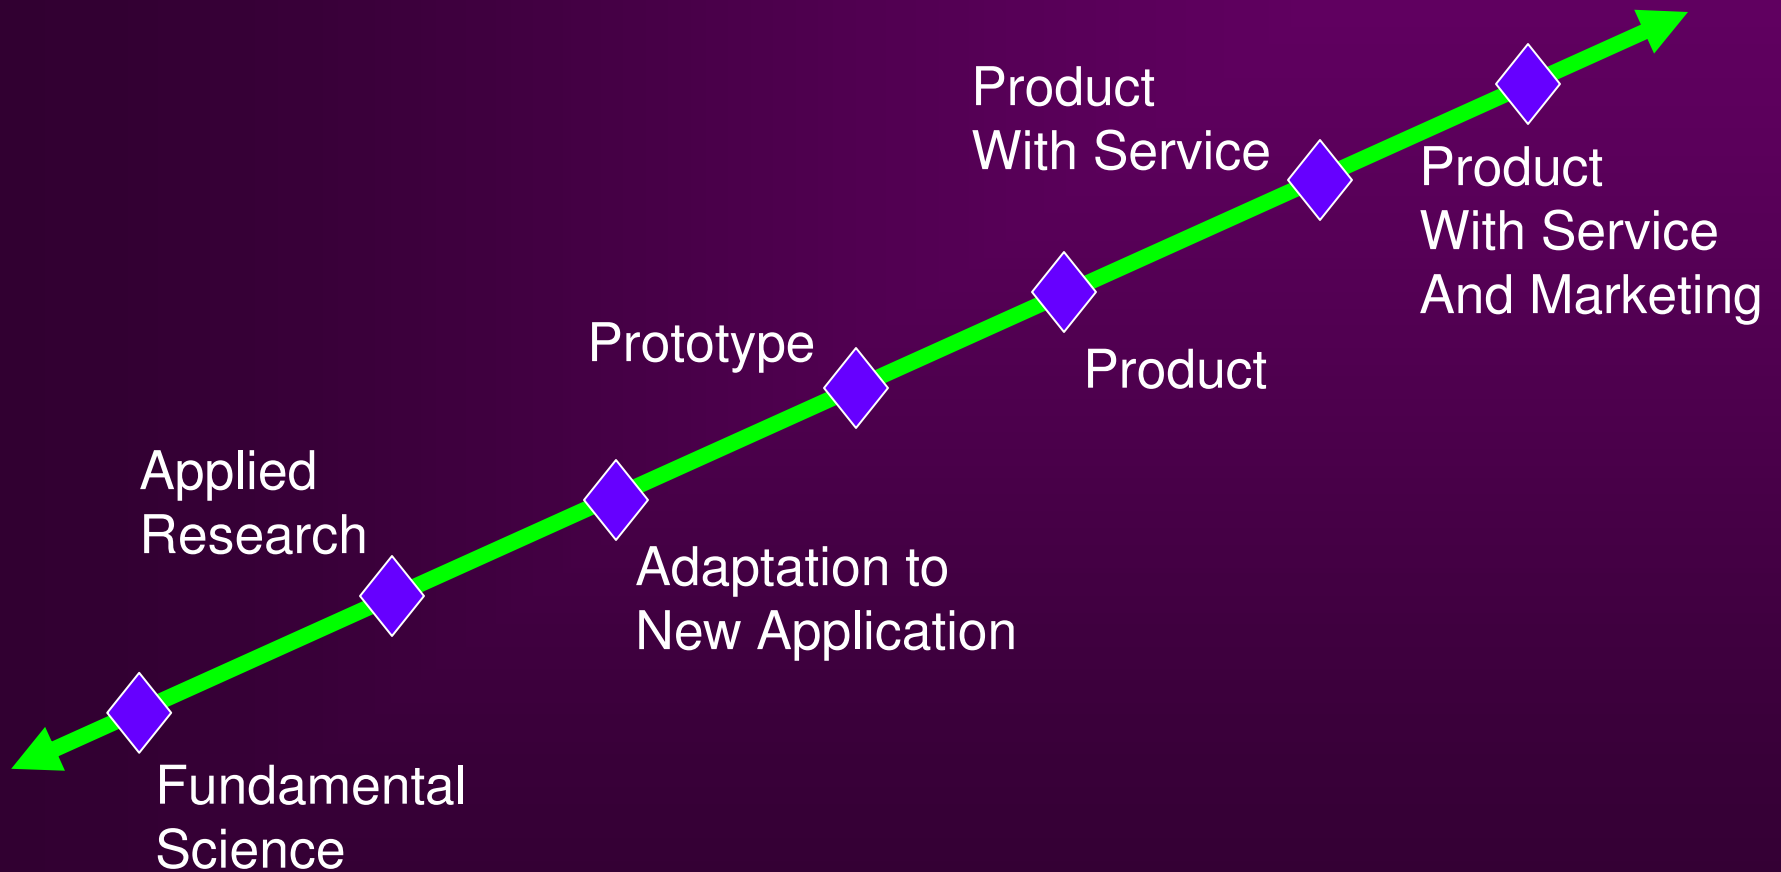 Product
With Service
Product
With Service
And Marketing
Prototype
Product
Applied
Research
Adaptation to
New Application
Fundamental
Science